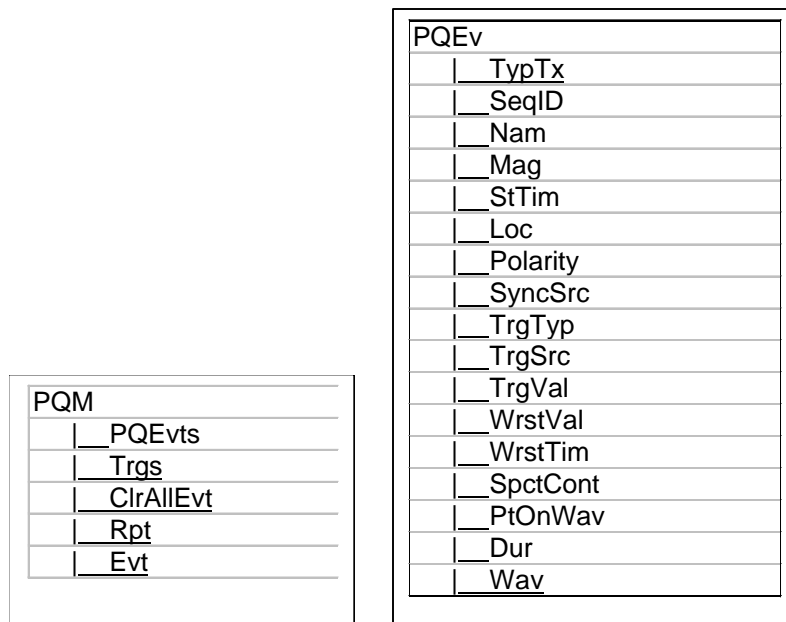 PQM
|__PQEvts
|__Trgs
|__ClrAllEvt
|__Rpt
|__Evt
PQEv
|__TypTx
|__SeqID
|__Nam
|__Mag
|__StTim
|__Loc
|__Polarity
|__SyncSrc
|__TrgTyp
|__TrgSrc
|__TrgVal
|__WrstVal
|__WrstTim
|__SpctCont
|__PtOnWav
|__Dur
|__Wav